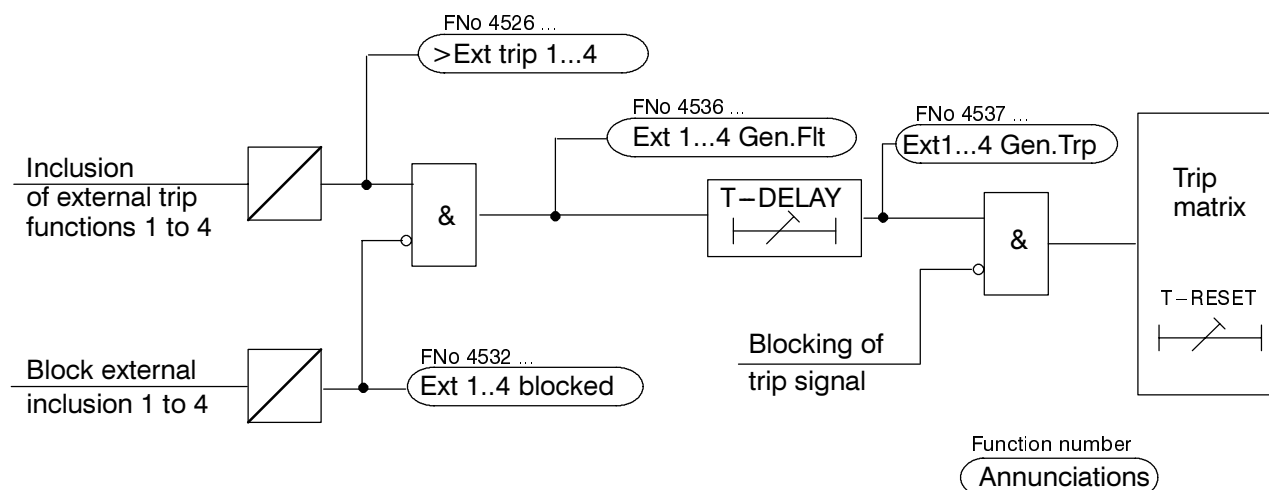 FNo 4526 ...
>Ext trip 1...4
FNo 4536 ...
Ext 1...4 Gen.Flt
FNo 4537 ...
Ext1...4 Gen.Trp
Inclusion
of external trip
functions 1 to 4
&
T–DELAY
&
Trip
matrix
T–RESET
Block external
inclusion 1 to 4
FNo 4532 ...
Ext 1..4 blocked
Blocking of
trip signal
Function number
Annunciations